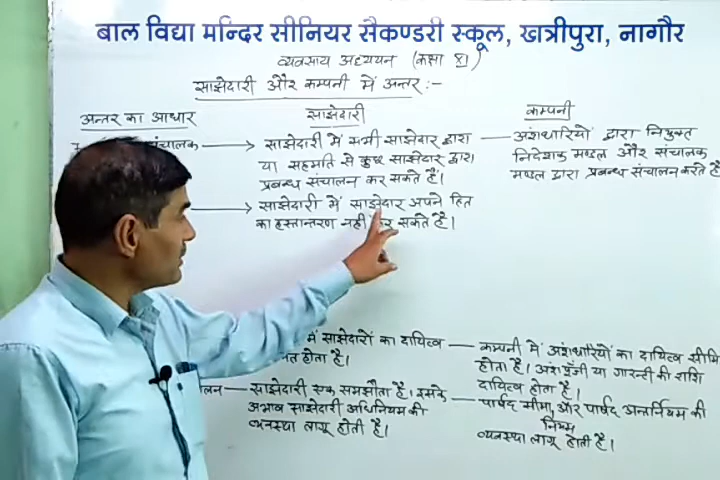 बाल विद्या मन्दिर सीनियर सैकण्डरी स्कूल, खत्रीपुरा, नागौर
व्यवसाय अध्ययन (कक्षा XI)
साझेदारी और कम्पनी में अन्तर :-
अन्तर का आधार साझेदारी कम्पनी
संचालक → साझेदारी में सभी साझेदार द्वारा — अंशधारियों द्वारा नियुक्त
या सहमति से कुछ साझेदार द्वारा निदेशक मण्डल और संचालक
प्रबन्ध संचालन कर सकते हैं। मण्डल द्वारा प्रबन्ध संचालन करते है
→ साझेदारी में साझेदार अपने हित
का हस्तान्तरण नही कर सकते है।
में साझेदारों का दायित्व — कम्पनी में अंशधारियों का दायित्व
होता है। होता है। अंश पूँजी या गारन्टी की राशि
दायित्व होता है।
साझेदारी एक समझौता है। इसके — पार्षद सीमा, और पार्षद अन्तर्नियम की
अभाव साझेदारी अधिनियम की नियम
व्यवस्था लागू होती है। व्यवस्था लागू होती है।